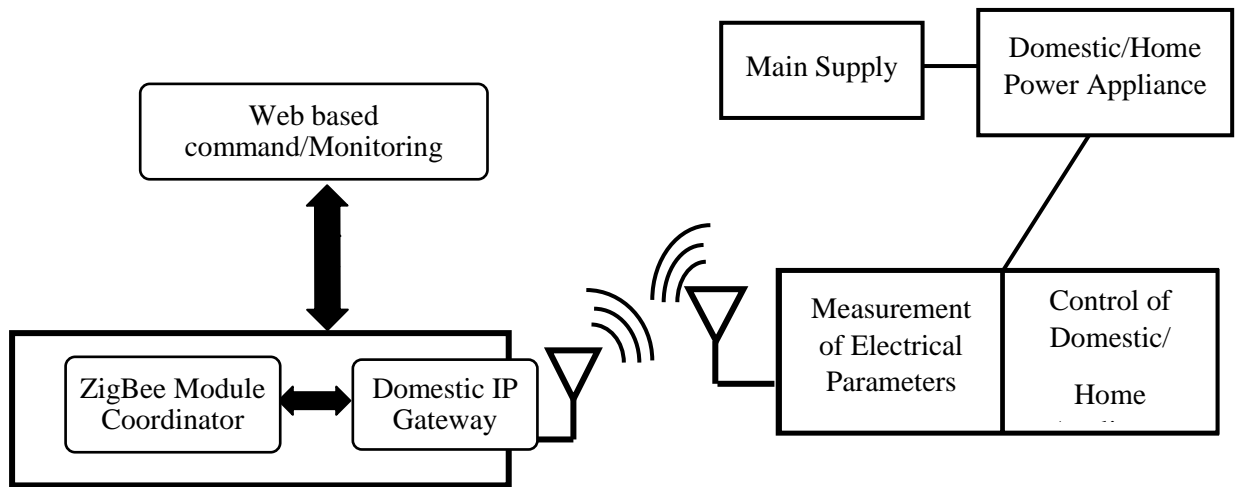 Main Supply
Domestic/Home
Power Appliance
Web based
command/Monitoring
ZigBee Module
Coordinator
Domestic IP
Gateway
Measurement
of Electrical
Parameters
Control of
Domestic/
Home